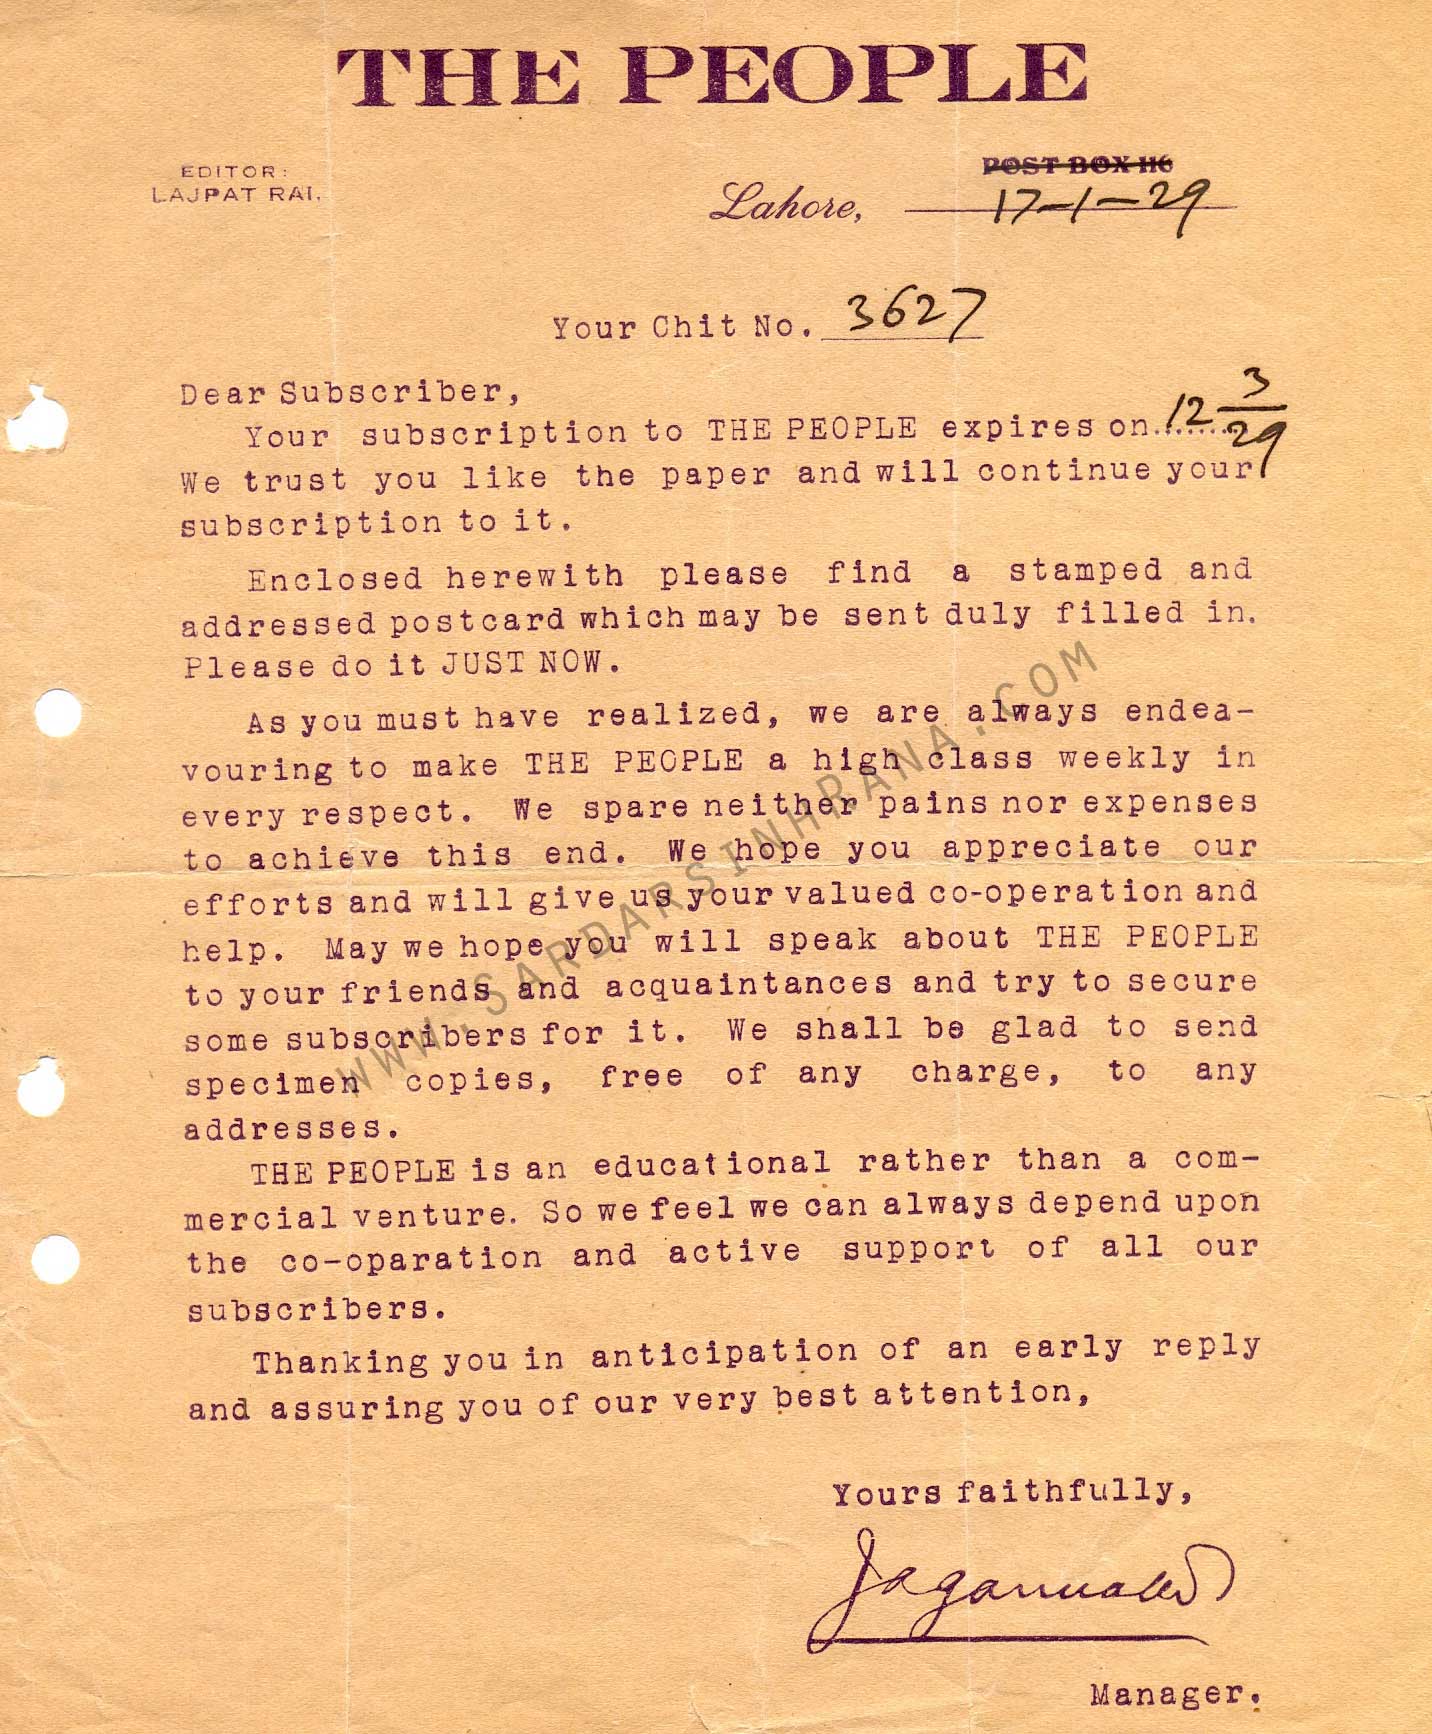 THE PEOPLE
EDITOR:
LAJPAT RAI.
POST BOX 116
Lahore, 17-1-29
Your Chit No. 3627
Dear Subscriber,
Your subscription to THE PEOPLE expires on 12 3/29
We trust you like the paper and will continue your
subscription to it.
Enclosed herewith please find a stamped and
addressed postcard which may be sent duly filled in.
Please do it JUST NOW.
As you must have realized, we are always endea-
vouring to make THE PEOPLE a high class weekly in
every respect. We spare neither pains nor expenses
to achieve this end. We hope you appreciate our
efforts and will give us your valued co-operation and
help. May we hope you will speak about THE PEOPLE
to your friends and acquaintances and try to secure
some subscribers for it. We shall be glad to send
specimen copies, free of any charge, to any
addresses.
THE PEOPLE is an educational rather than a com-
mercial venture. So we feel we can always depend upon
the co-oparation and active support of all our
subscribers.
Thanking you in anticipation of an early reply
and assuring you of our very best attention,
Yours faithfully,
Manager.
WWW.SARDARSINHRANA.COM